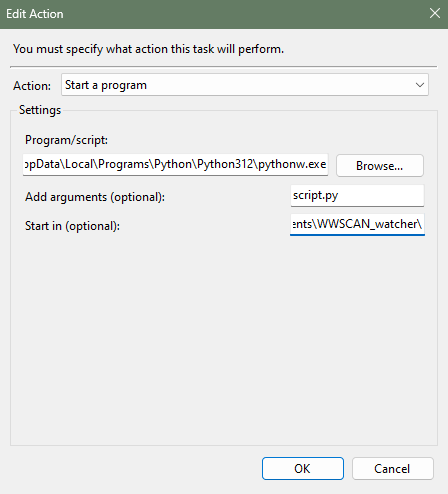 Edit Action
You must specify what action this task will perform.
Action: Start a program
Settings
Program/script:
ppData\Local\Programs\Python\Python312\pythonw.exe Browse...
Add arguments (optional): script.py
Start in (optional): ents\WWSCAN_watcher\
OK Cancel